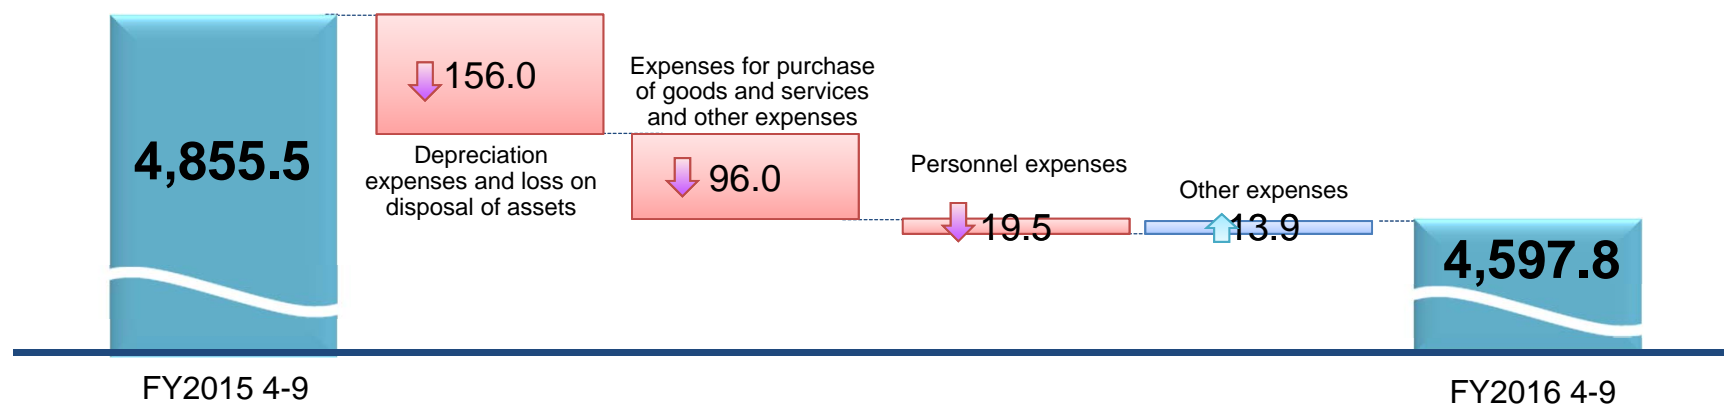 4,855.5
156.0
Depreciation
expenses and loss on
disposal of assets
Expenses for purchase
of goods and services
and other expenses
96.0
Personnel expenses
19.5
Other expenses
13.9
4,597.8
FY2015 4-9
FY2016 4-9